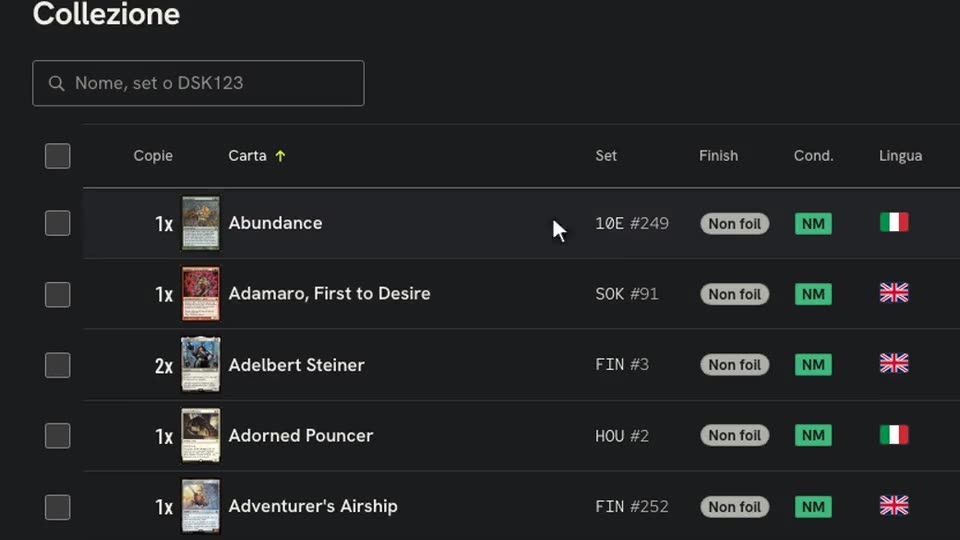 Collezione
Nome, set o DSK123
Copie Carta ↑ Set Finish Cond. Lingua
1x Abundance 10E #249 Non foil NM
1x Adamaro, First to Desire SOK #91 Non foil NM
2x Adelbert Steiner FIN #3 Non foil NM
1x Adorned Pouncer HOU #2 Non foil NM
1x Adventurer's Airship FIN #252 Non foil NM